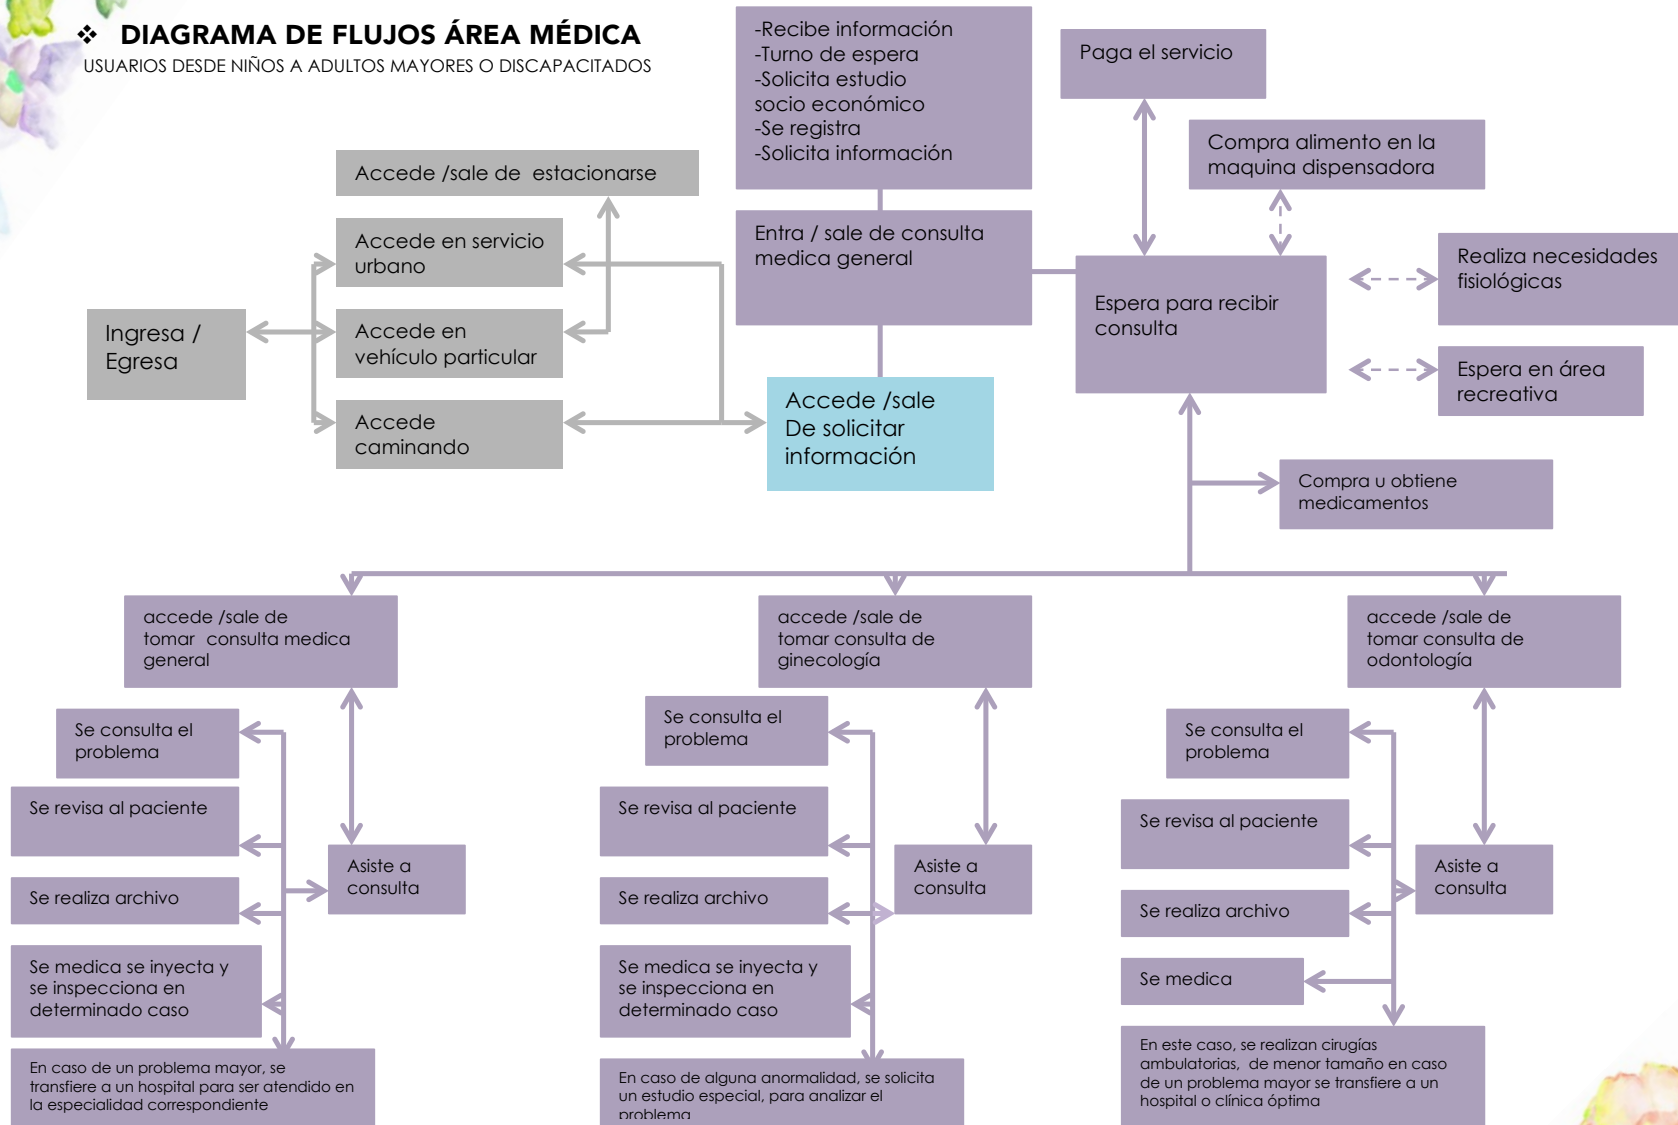 DIAGRAMA DE FLUJOS ÁREA MÉDICA
USUARIOS DESDE NIÑOS A ADULTOS MAYORES O DISCAPACITADOS
-Recibe información
-Turno de espera
-Solicita estudio
socio económico
-Se registra
-Solicita información
Paga el servicio
Compra alimento en la
maquina dispensadora
Accede /sale de estacionarse
Accede en servicio
urbano
Entra / sale de consulta
medica general
Realiza necesidades
fisiológicas
Espera para recibir
consulta
Ingresa /
Egresa
Accede en
vehículo particular
Espera en área
recreativa
Accede
caminando
Accede /sale
De solicitar
información
Compra u obtiene
medicamentos
accede /sale de
tomar consulta medica
general
accede /sale de
tomar consulta de
ginecología
accede /sale de
tomar consulta de
odontología
Se consulta el
problema
Se revisa al paciente
Asiste a
consulta
Se realiza archivo
Se medica se inyecta y
se inspecciona en
determinado caso
En caso de un problema mayor, se
transfiere a un hospital para ser atendido en
la especialidad correspondiente
Se consulta el
problema
Se revisa al paciente
Asiste a
consulta
Se realiza archivo
Se medica se inyecta y
se inspecciona en
determinado caso
En caso de alguna anormalidad, se solicita
un estudio especial, para analizar el
problema
Se consulta el
problema
Se revisa al paciente
Asiste a
consulta
Se realiza archivo
Se medica
En este caso, se realizan cirugías
ambulatorias, de menor tamaño en caso
de un problema mayor se transfiere a un
hospital o clínica óptima